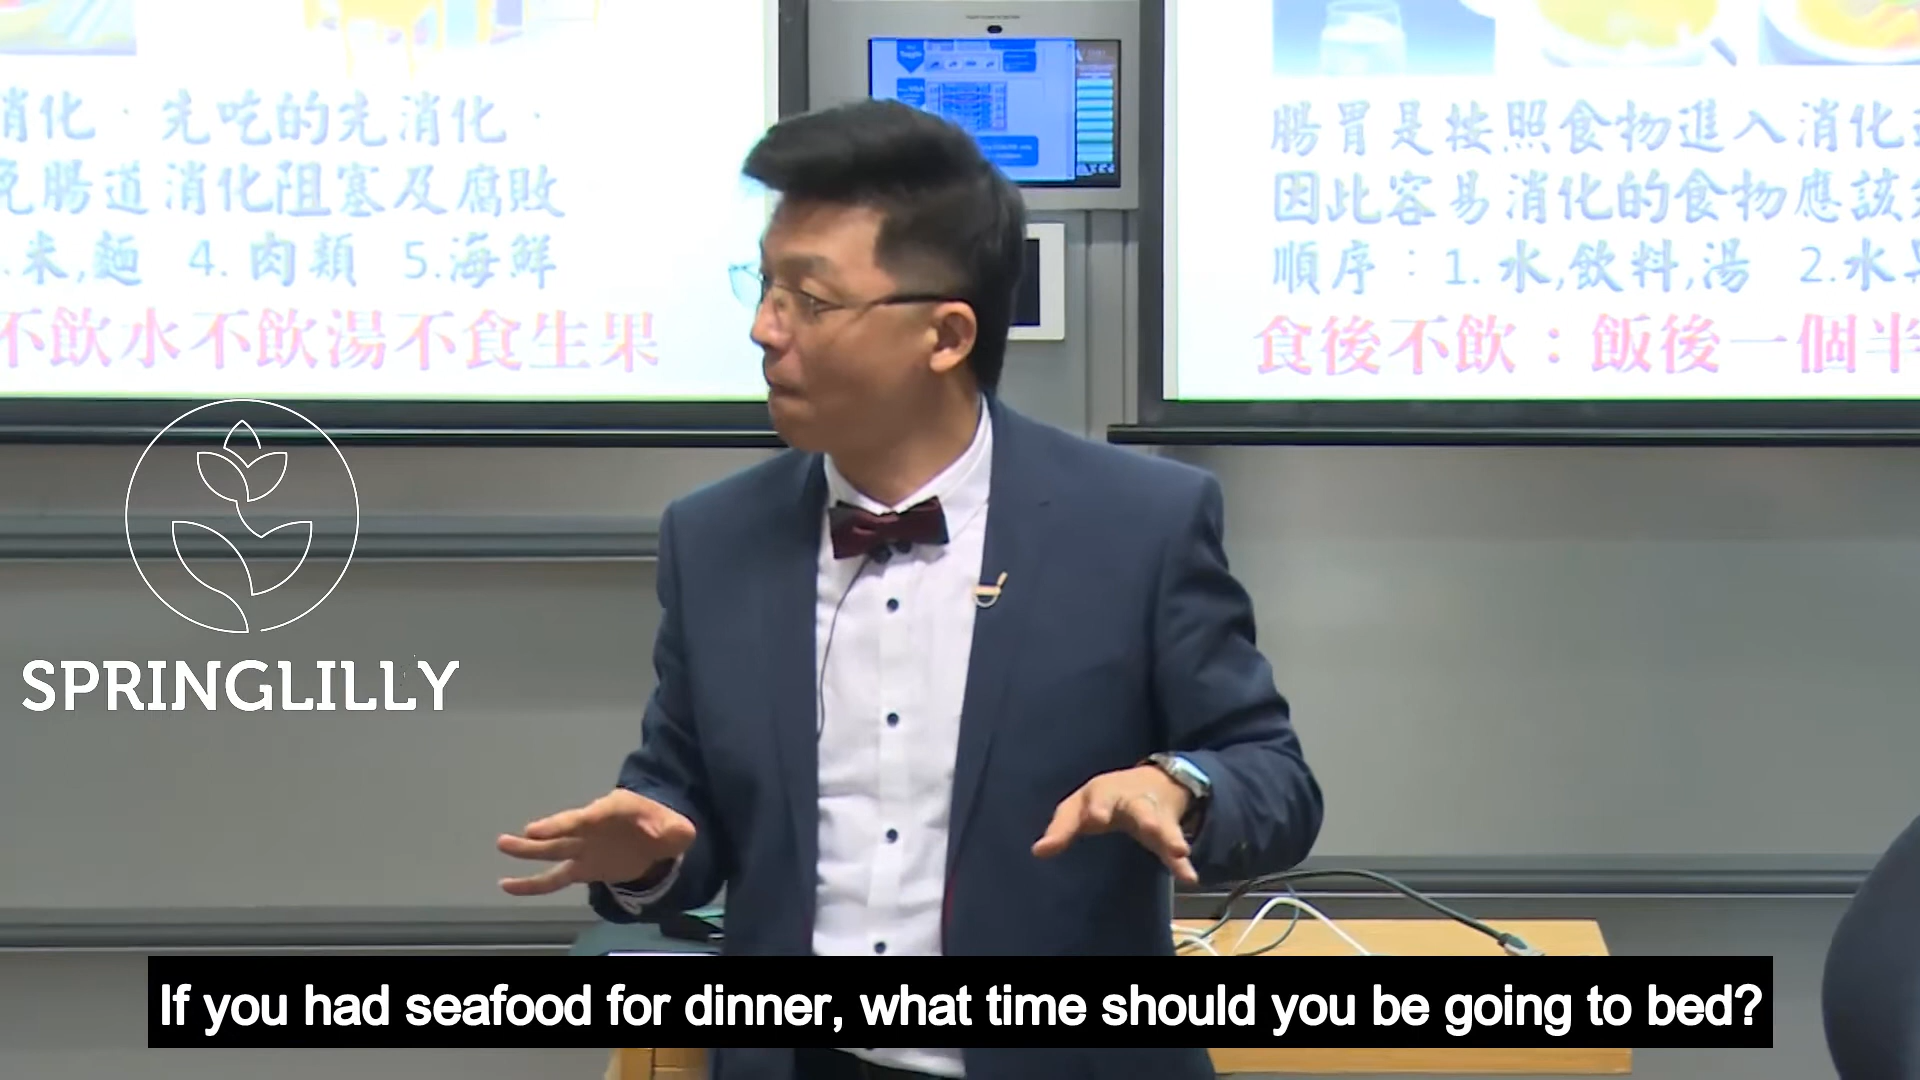 消化．先吃的先消化．
腸道消化阻塞及腐敗
米,麵 4.肉類 5.海鮮
不飲水不飲湯不食生果
腸胃是按照食物進入消化
因此容易消化的食物應該
順序：1.水,飲料,湯 2.水
食後不飲：飯後一個半
SPRINGLILLY
If you had seafood for dinner, what time should you be going to bed?